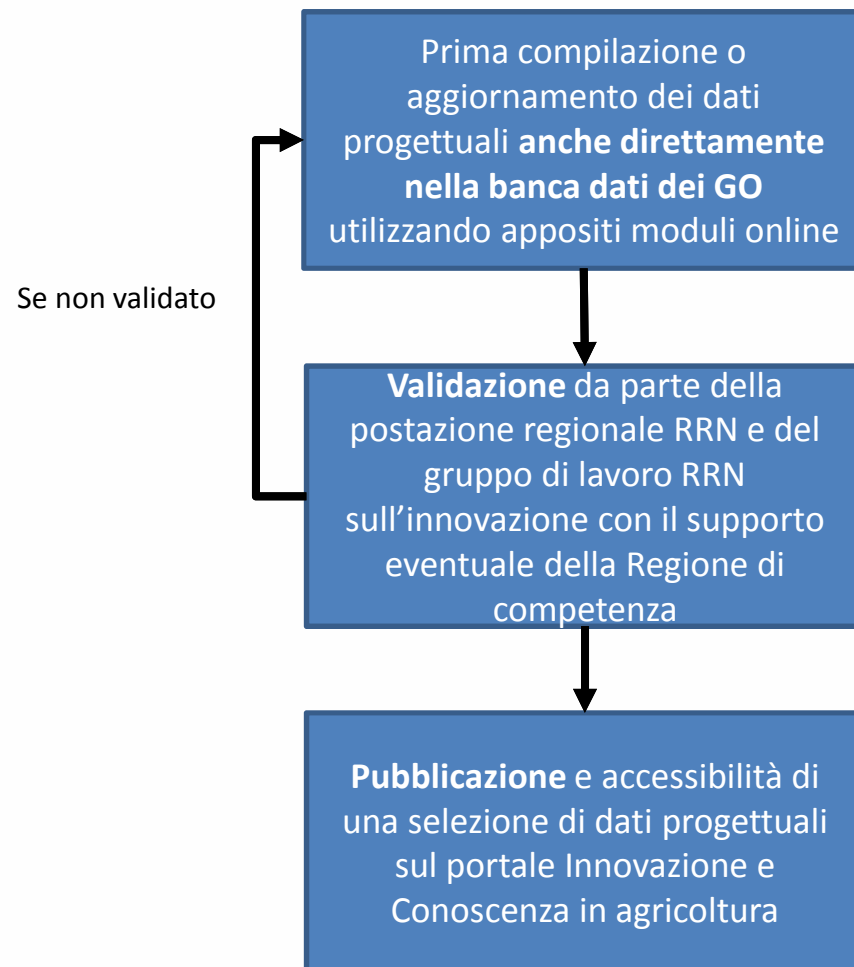 Prima compilazione o
aggiornamento dei dati
progettuali anche direttamente
nella banca dati dei GO
utilizzando appositi moduli online
Se non validato
Validazione da parte della
postazione regionale RRN e del
gruppo di lavoro RRN
sull’innovazione con il supporto
eventuale della Regione di
competenza
Pubblicazione e accessibilità di
una selezione di dati progettuali
sul portale Innovazione e
Conoscenza in agricoltura